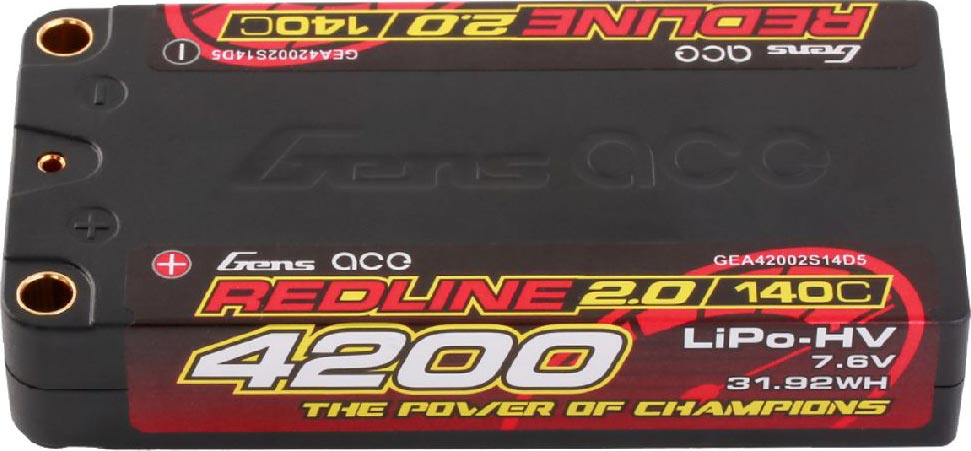 REDLINE 2.0 140C
Gens ace
GEA42002S14D5
−
−
Gens ace
+
+ Gens ace
GEA42002S14D5
REDLINE 2.0/140C
4200
LiPo-HV
7.6V
31.92WH
THE POWER OF CHAMPIONS